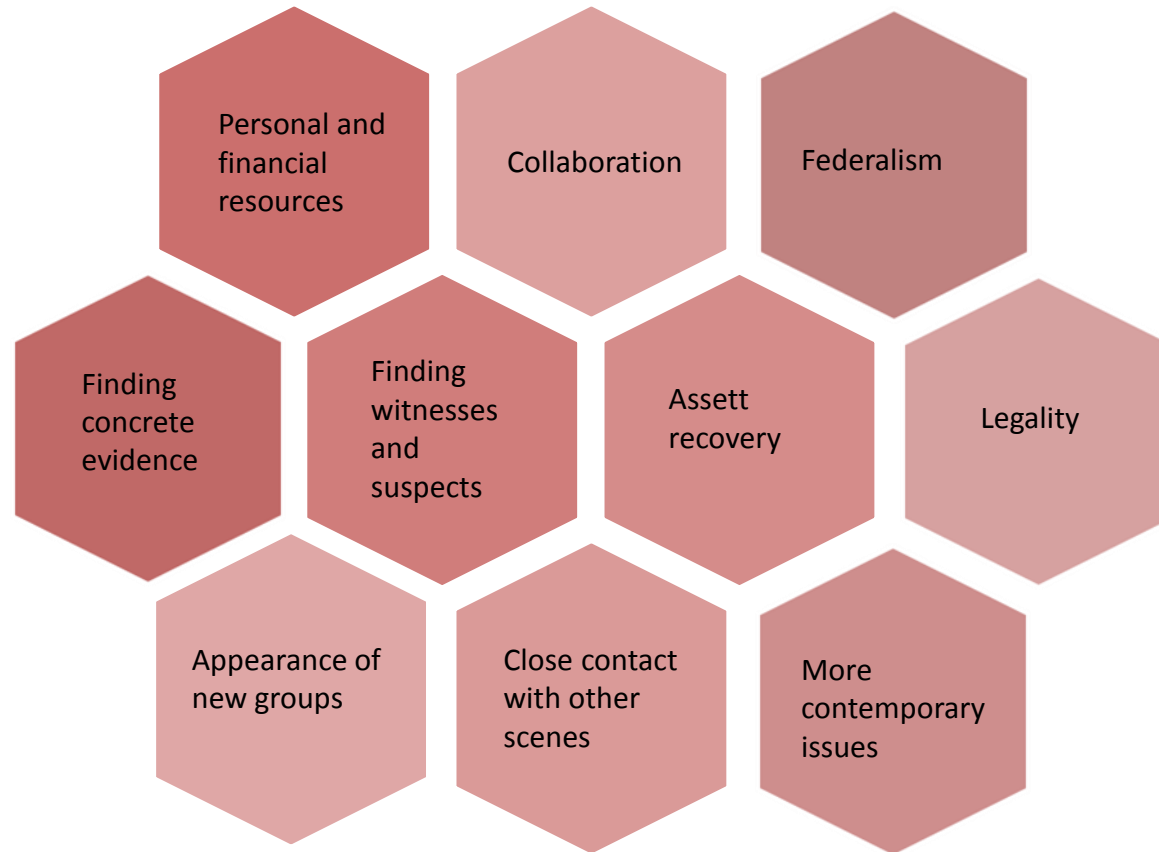 Personal and
financial
resources
Collaboration
Federalism
Finding
concrete
evidence
Finding
witnesses
and
suspects
Assett
recovery
Legality
Appearance of
new groups
Close contact
with other
scenes
More
contemporary
issues